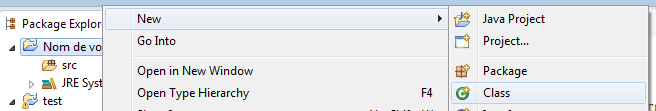 Package Explor
Nom de vo
src
JRE Syst
test
New
Go Into
Open in New Window
Open Type Hierarchy F4
Java Project
Project...
Package
Class